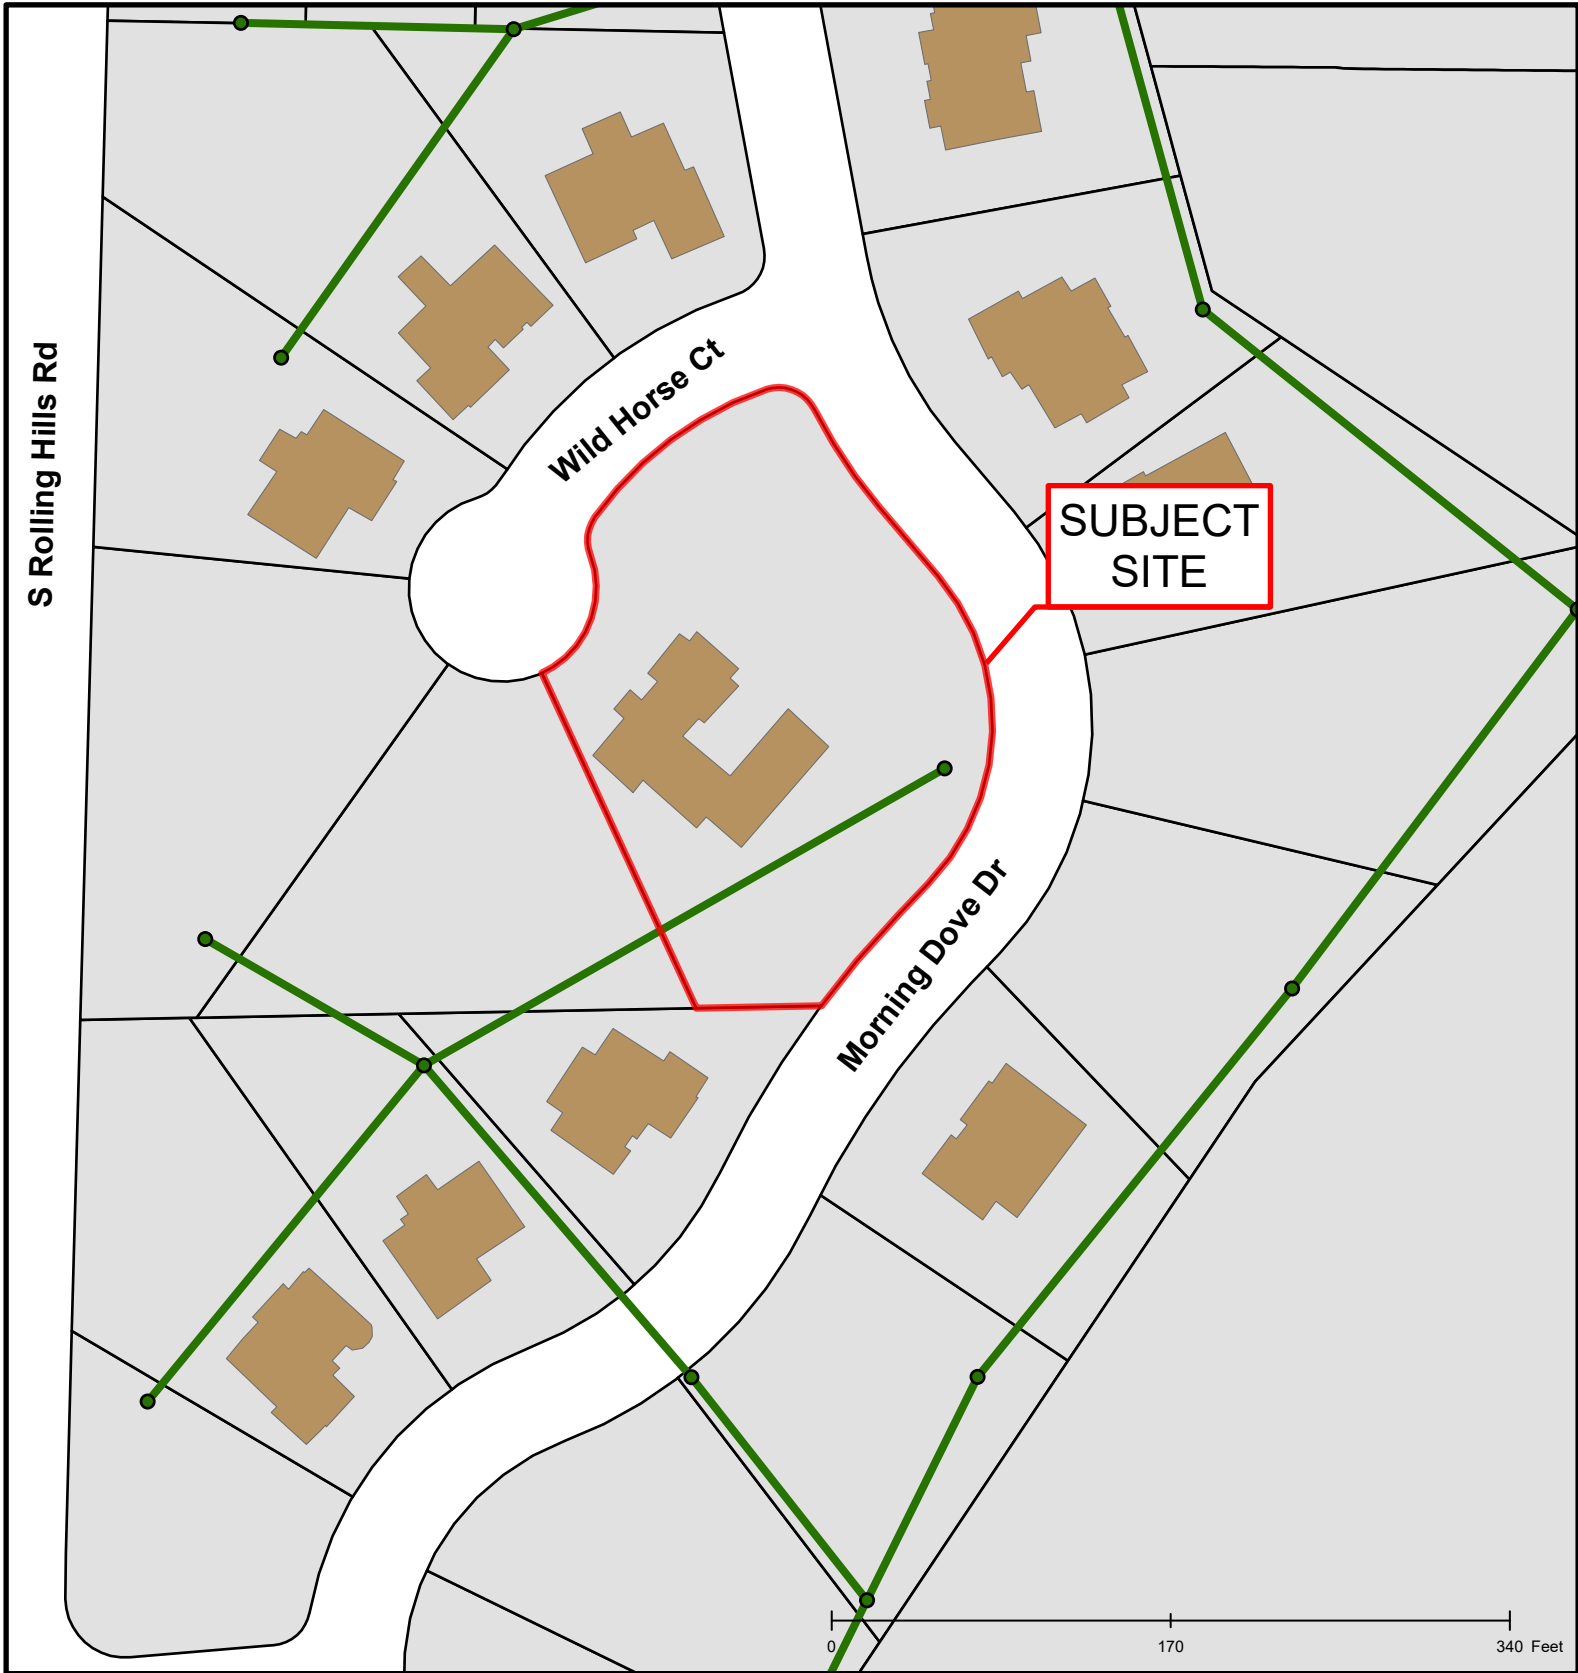 Wild Horse Ct
S Rolling Hills Rd
SUBJECT
SITE
Morning Dove Dr
0 170 340 Feet